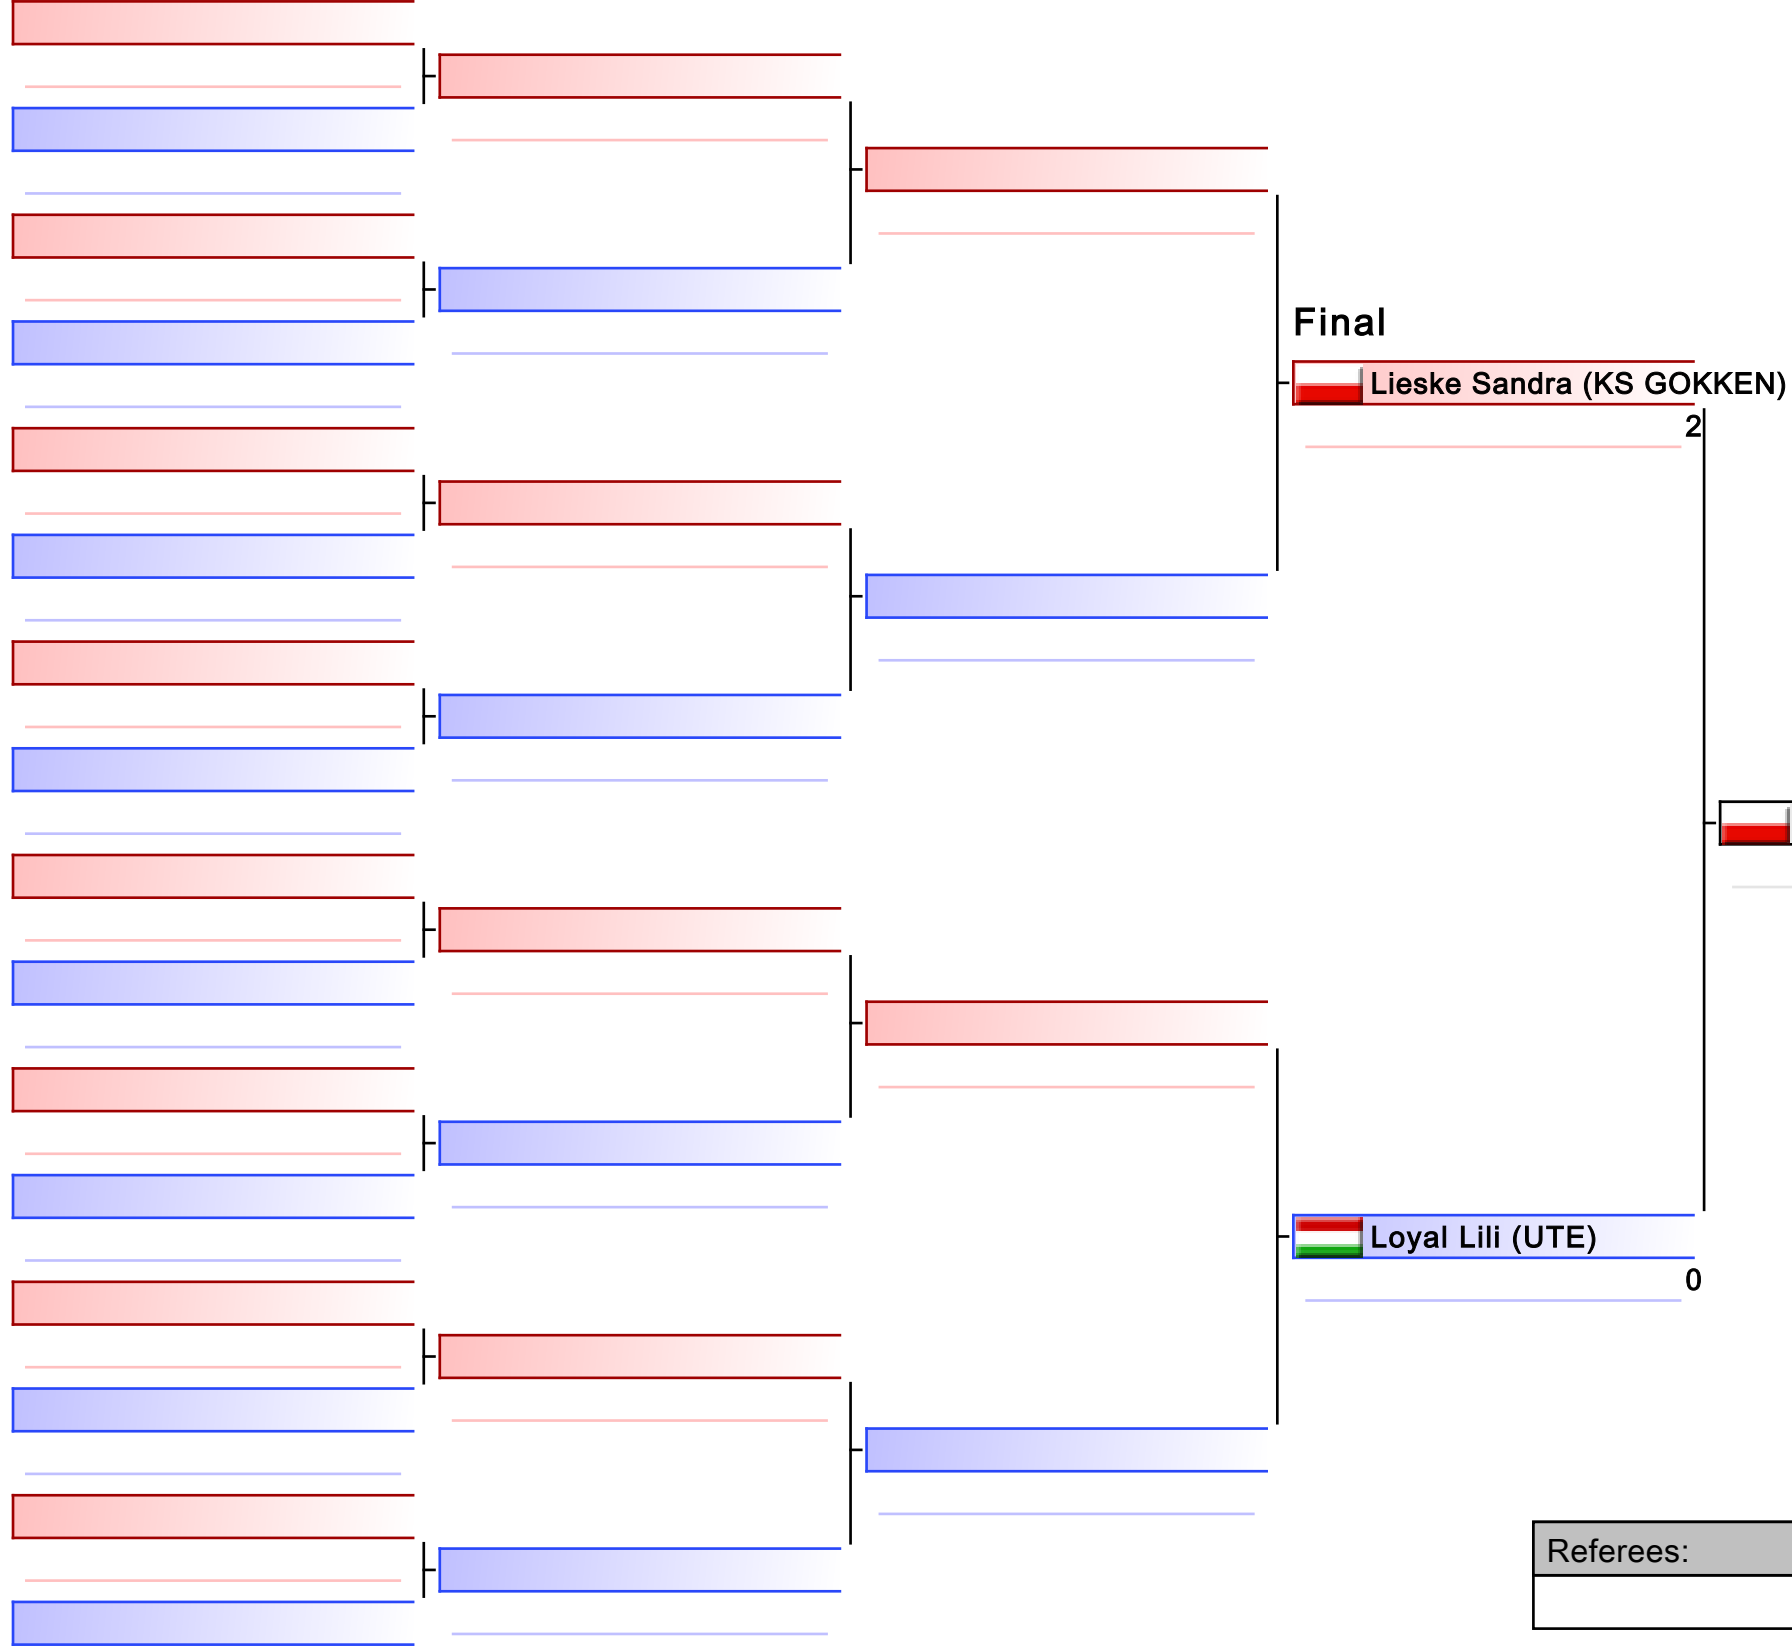 Final
Lieske Sandra (KS GOKKEN)
2
Loyal Lili (UTE)
0
Referees: